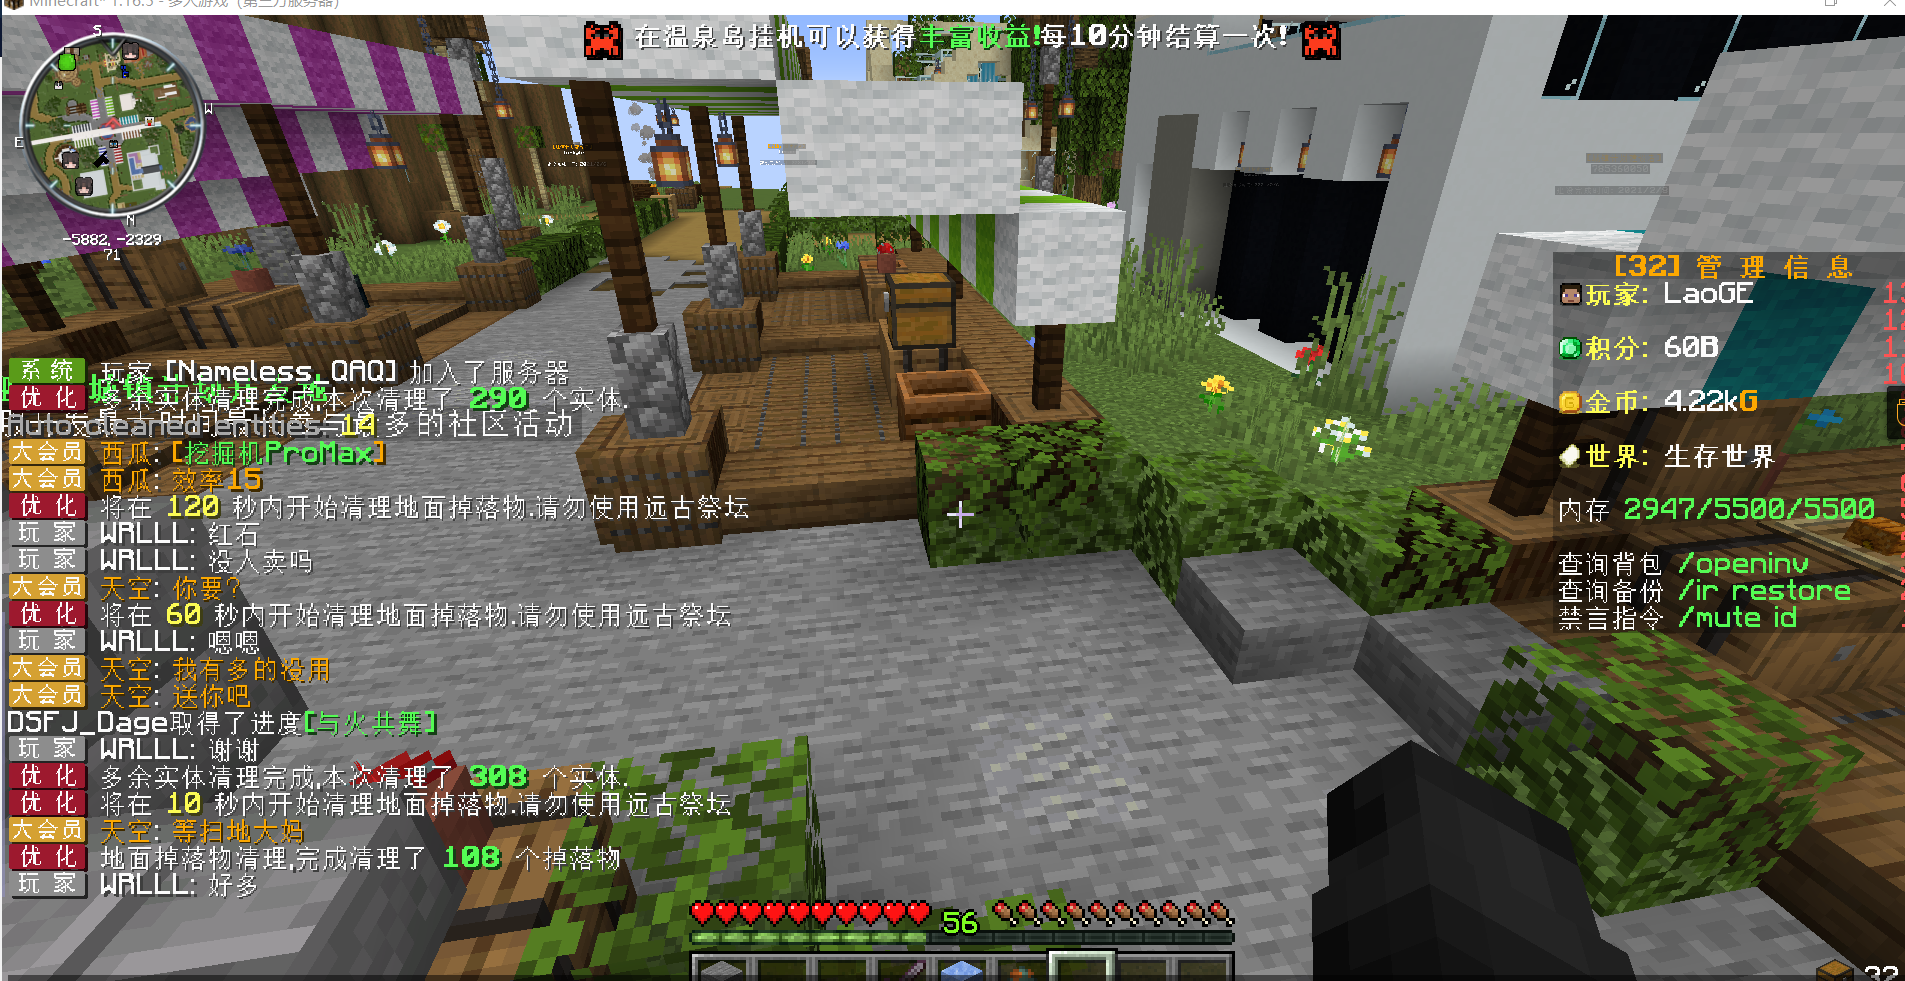 Minecraft* 1.16.5 - 多人游戏 (第三方服务器)
在温泉岛挂机可以获得丰富收益!每10分钟结算一次!
S
W
E
N
-5882, -2329
71
[32] 管 理 信 息
玩家: LaoGE
积分: 60B
金币: 4.22kG
世界: 生存世界
内存 2947/5500/5500
查询背包 /openinv
查询备份 /ir restore
禁言指令 /mute id
系统 玩家 [Nameless_QAQ] 加入了服务器
优化 多余实体清理完成,本次清理了 290 个实体.
Auto cleaned entities: 14
多的社区活动
大会员 西瓜: [挖掘机ProMax]
大会员 西瓜: 效率15
优化 将在 120 秒内开始清理地面掉落物.请勿使用远古祭坛
玩家 WRLLL: 红石
玩家 WRLLL: 没人卖吗
大会员 天空: 你要?
优化 将在 60 秒内开始清理地面掉落物.请勿使用远古祭坛
玩家 WRLLL: 嗯嗯
大会员 天空: 我有多的没用
大会员 天空: 送你吧
DSFJ_Dage取得了进度[与火共舞]
玩家 WRLLL: 谢谢
优化 多余实体清理完成,本次清理了 308 个实体.
优化 将在 10 秒内开始清理地面掉落物.请勿使用远古祭坛
大会员 天空: 等扫地大妈
优化 地面掉落物清理,完成清理了 108 个掉落物
玩家 WRLLL: 好多
56
32